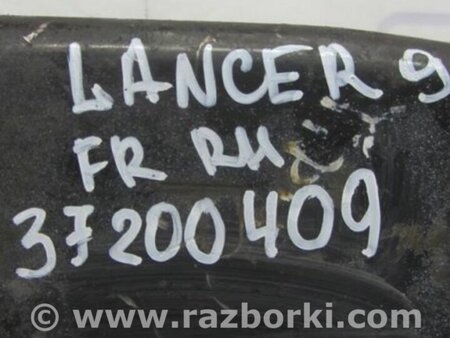 LANCER 9
FR RH
37200409
© www.razborki.com